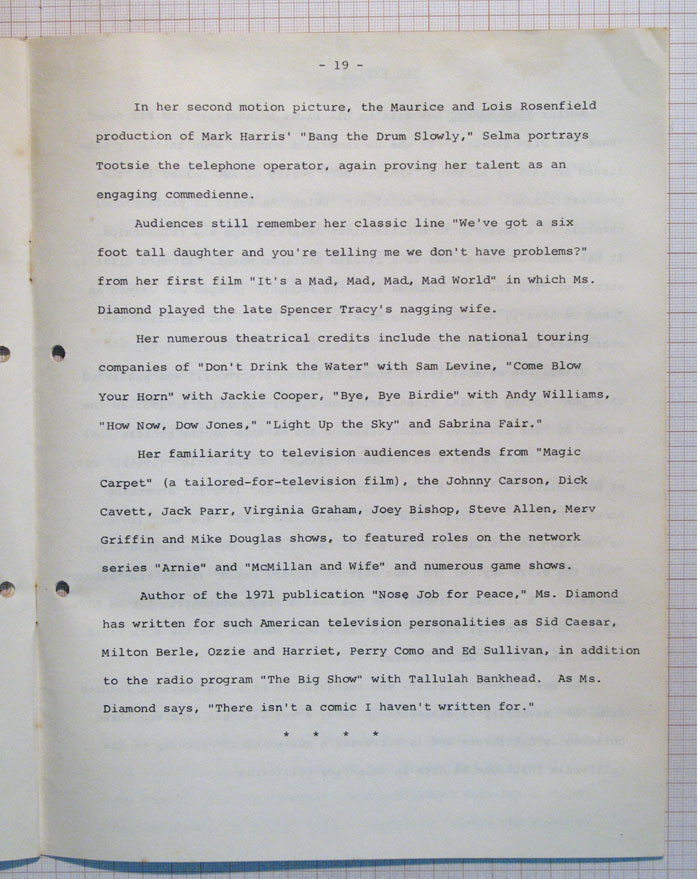 - 19 -
In her second motion picture, the Maurice and Lois Rosenfield
production of Mark Harris' "Bang the Drum Slowly," Selma portrays
Tootsie the telephone operator, again proving her talent as an
engaging commedienne.
Audiences still remember her classic line "We've got a six
foot tall daughter and you're telling me we don't have problems?"
from her first film "It's a Mad, Mad, Mad, Mad World" in which Ms.
Diamond played the late Spencer Tracy's nagging wife.
Her numerous theatrical credits include the national touring
companies of "Don't Drink the Water" with Sam Levine, "Come Blow
Your Horn" with Jackie Cooper, "Bye, Bye Birdie" with Andy Williams,
"How Now, Dow Jones," "Light Up the Sky" and Sabrina Fair."
Her familiarity to television audiences extends from "Magic
Carpet" (a tailored-for-television film), the Johnny Carson, Dick
Cavett, Jack Parr, Virginia Graham, Joey Bishop, Steve Allen, Merv
Griffin and Mike Douglas shows, to featured roles on the network
series "Arnie" and "McMillan and Wife" and numerous game shows.
Author of the 1971 publication "Nose Job for Peace," Ms. Diamond
has written for such American television personalities as Sid Caesar,
Milton Berle, Ozzie and Harriet, Perry Como and Ed Sullivan, in addition
to the radio program "The Big Show" with Tallulah Bankhead.  As Ms.
Diamond says, "There isn't a comic I haven't written for."
* * * *